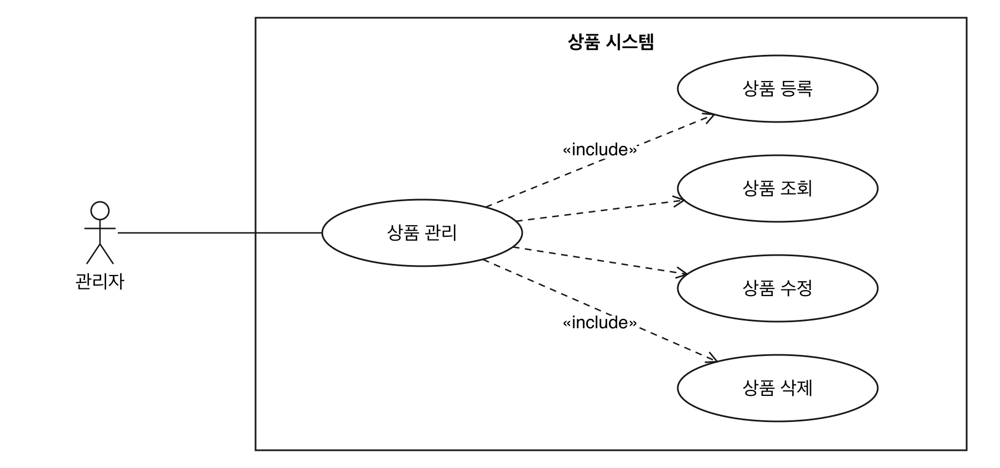 상품 시스템
상품 등록
«include»
상품 조회
상품 관리
관리자
상품 수정
«include»
상품 삭제